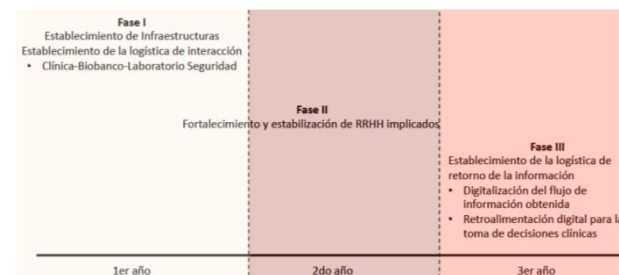 Fase I
Establecimiento de Infraestructuras
Establecimiento de la logística de interacción
• Clínica-Biobanco-Laboratorio Seguridad
Fase II
Fortalecimiento y estabilización de RRHH implicados
Fase III
Establecimiento de la logística de
retorno de la información
• Digitalización del flujo de
información obtenida
• Retroalimentación digital para la
toma de decisiones clínicas
1er año
2do año
3er año